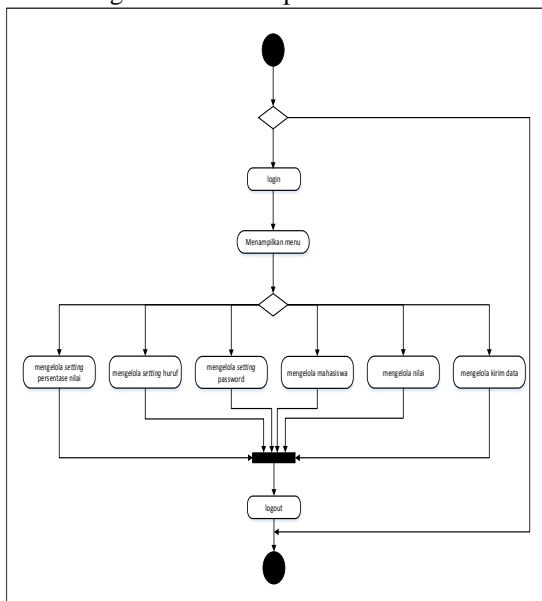 login
Menampilkan menu
mengelola setting
persentase nilai
mengelola setting huruf
mengelola setting
password
mengelola mahasiswa
mengelola nilai
mengelola kirim data
logout